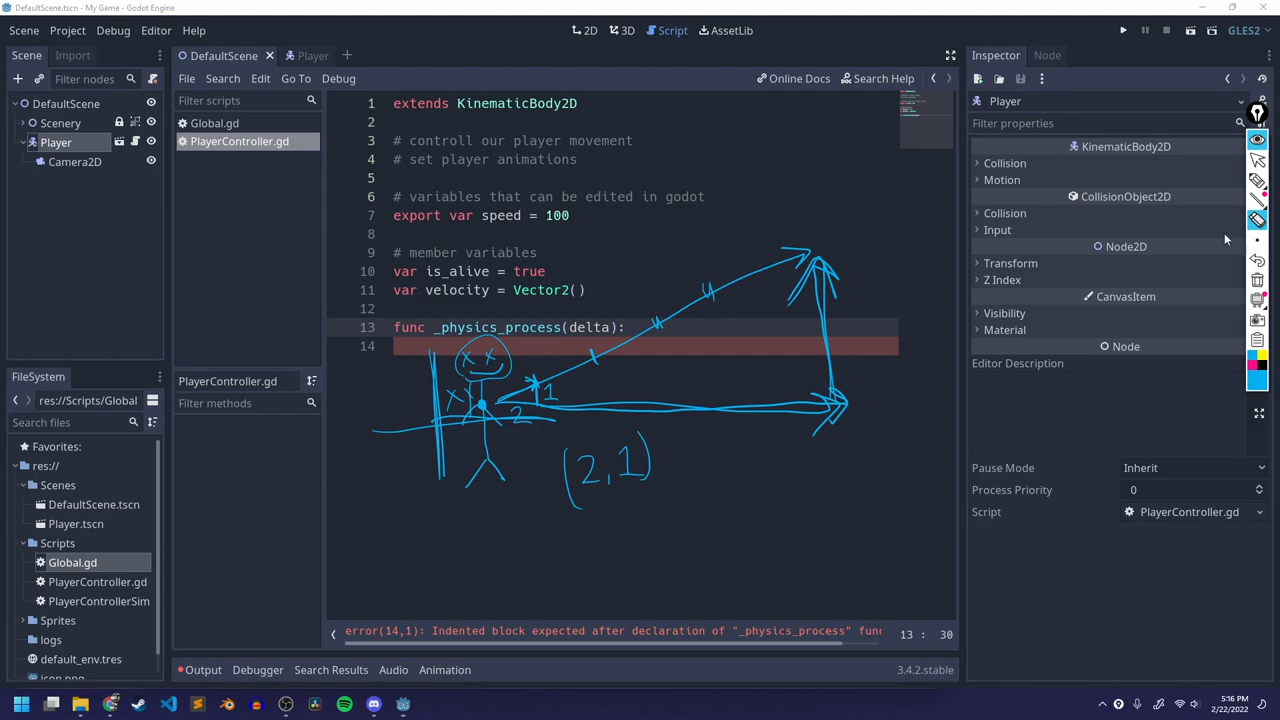 DefaultScene.tscn - My Game - Godot Engine
Scene Project Debug Editor Help
2D 3D Script AssetLib
GLES2
Scene Import
Filter nodes
DefaultScene
Scenery
Player
Camera2D
FileSystem
res://Scripts/Global
Search files
Favorites:
res://
Scenes
DefaultScene.tscn
Player.tscn
Scripts
Global.gd
PlayerController.gd
PlayerControllerSim
Sprites
logs
default_env.tres
icon.png
DefaultScene Player
File Search Edit Go To Debug
Online Docs Search Help
Filter scripts
Global.gd
PlayerController.gd
PlayerController.gd
Filter methods
1 extends KinematicBody2D
2
3 # controll our player movement
4 # set player animations
5
6 # variables that can be edited in godot
7 export var speed = 100
8
9 # member variables
10 var is_alive = true
11 var velocity = Vector2()
12
13 func _physics_process(delta):
14
x x
x x
1
2
(2,1)
error(14,1): Indented block expected after declaration of "_physics_process" func
13 : 30
Output Debugger Search Results Audio Animation
3.4.2.stable
Inspector Node
Player
Filter properties
KinematicBody2D
Collision
Motion
CollisionObject2D
Collision
Input
Node2D
Transform
Z Index
CanvasItem
Visibility
Material
Node
Editor Description
Pause Mode Inherit
Process Priority 0
Script PlayerController.gd
5:16 PM
2/22/2022